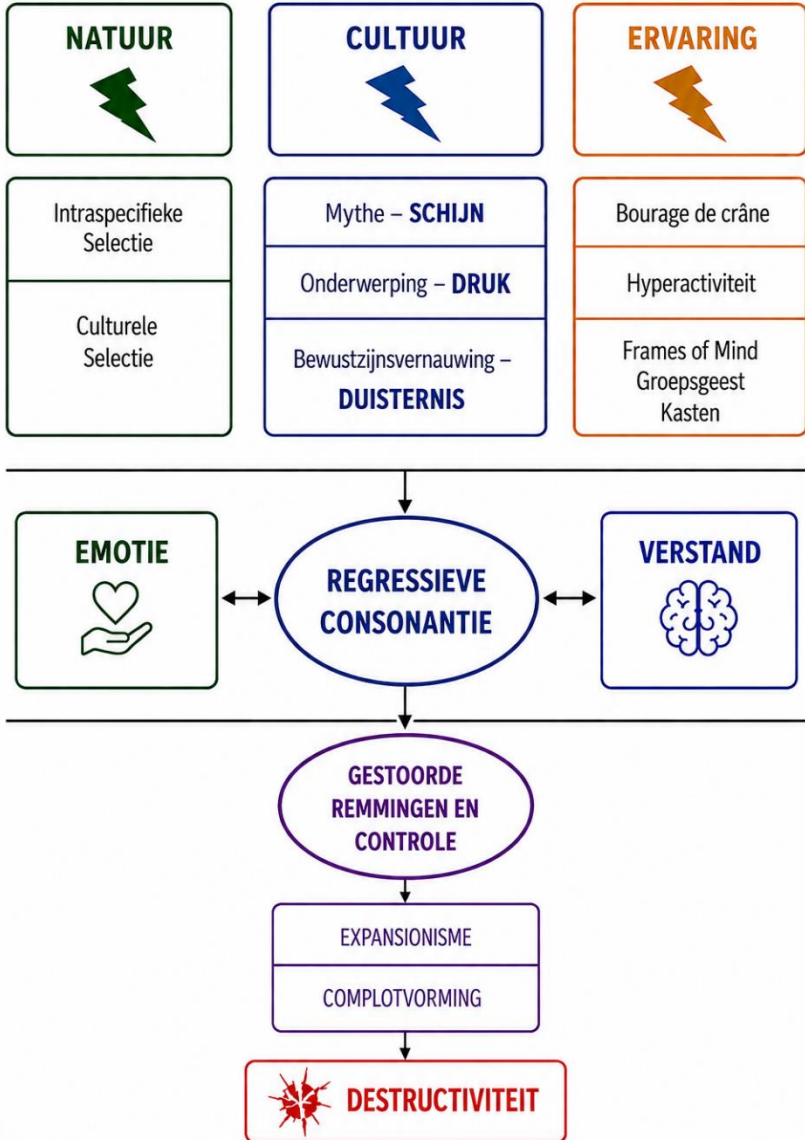 NATUUR
CULTUUR
ERVARING
Intraspecifieke
Selectie
Culturele
Selectie
Mythe – SCHIJN
Onderwerping – DRUK
Bewustzijnsvernauwing –
DUISTERNIS
Bourage de crâne
Hyperactiviteit
Frames of Mind
Groepsgeest
Kasten
EMOTIE
REGRESSIEVE
CONSONANTIE
VERSTAND
GESTOORDE
REMMINGEN EN
CONTROLE
EXPANSIONISME
COMPLOTVORMING
DESTRUCTIVITEIT